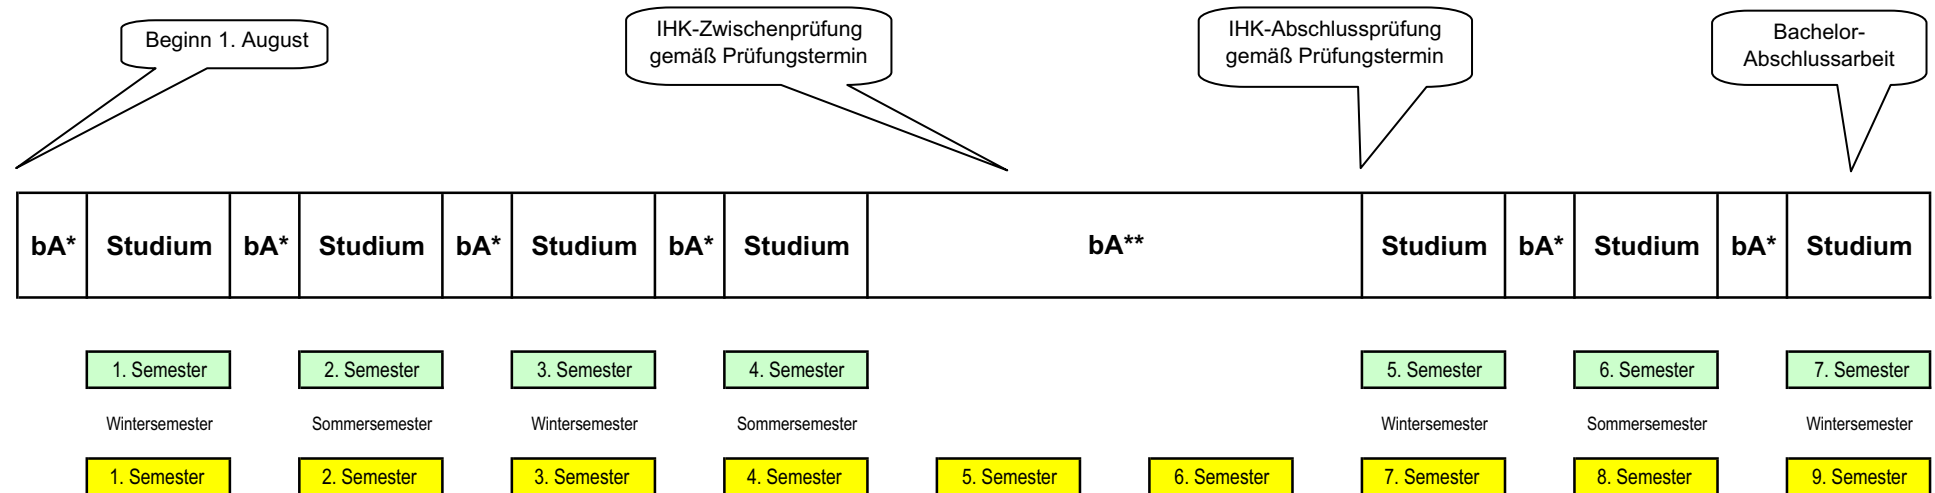 Beginn 1. August
IHK-Zwischenprüfung
gemäß Prüfungstermin
IHK-Abschlussprüfung
gemäß Prüfungstermin
Bachelor-
Abschlussarbeit
bA* Studium bA* Studium bA* Studium bA* Studium bA** Studium bA* Studium bA* Studium
1. Semester 2. Semester 3. Semester 4. Semester 5. Semester 6. Semester 7. Semester
Wintersemester Sommersemester Wintersemester Sommersemester Wintersemester Sommersemester Wintersemester
1. Semester 2. Semester 3. Semester 4. Semester 5. Semester 6. Semester 7. Semester 8. Semester 9. Semester